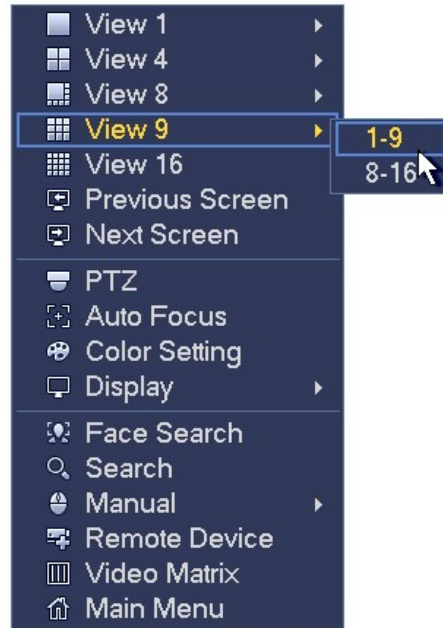 View 1
View 4
View 8
View 9
1-9
View 16
8-16
Previous Screen
Next Screen
PTZ
Auto Focus
Color Setting
Display
Face Search
Search
Manual
Remote Device
Video Matrix
Main Menu